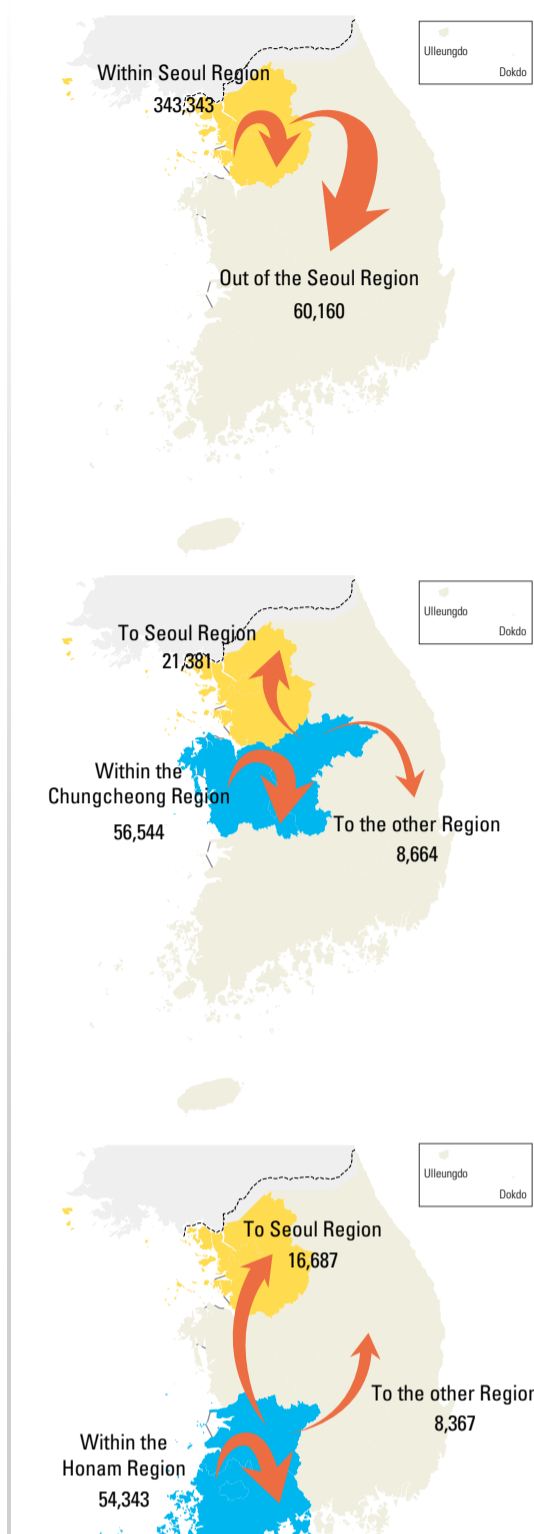 Ulleungdo
Dokdo
Within Seoul Region
343,343
Out of the Seoul Region
60,160
Ulleungdo
Dokdo
To Seoul Region
21,381
Within the
Chungcheong Region
56,544
To the other Region
8,664
Ulleungdo
Dokdo
To Seoul Region
16,687
To the other Region
8,367
Within the
Honam Region
54,343